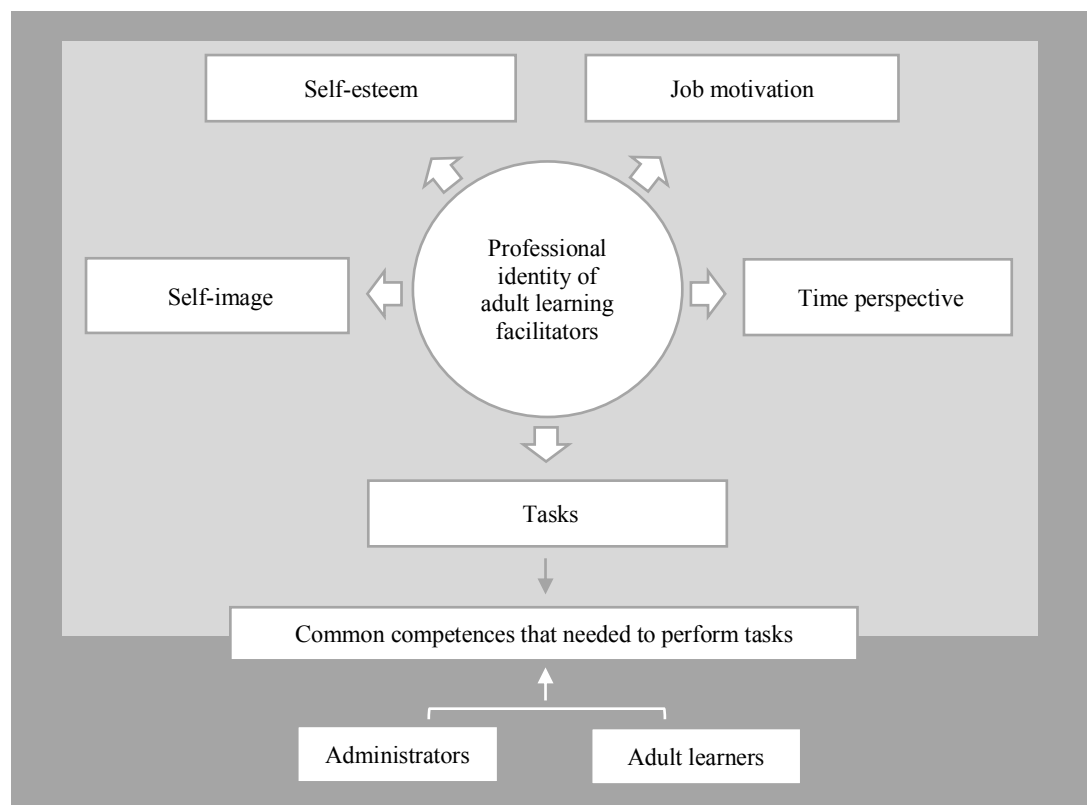 Self-esteem
Job motivation
Professional
identity of
adult learning
facilitators
Self-image
Time perspective
Tasks
Common competences that needed to perform tasks
Administrators
Adult learners